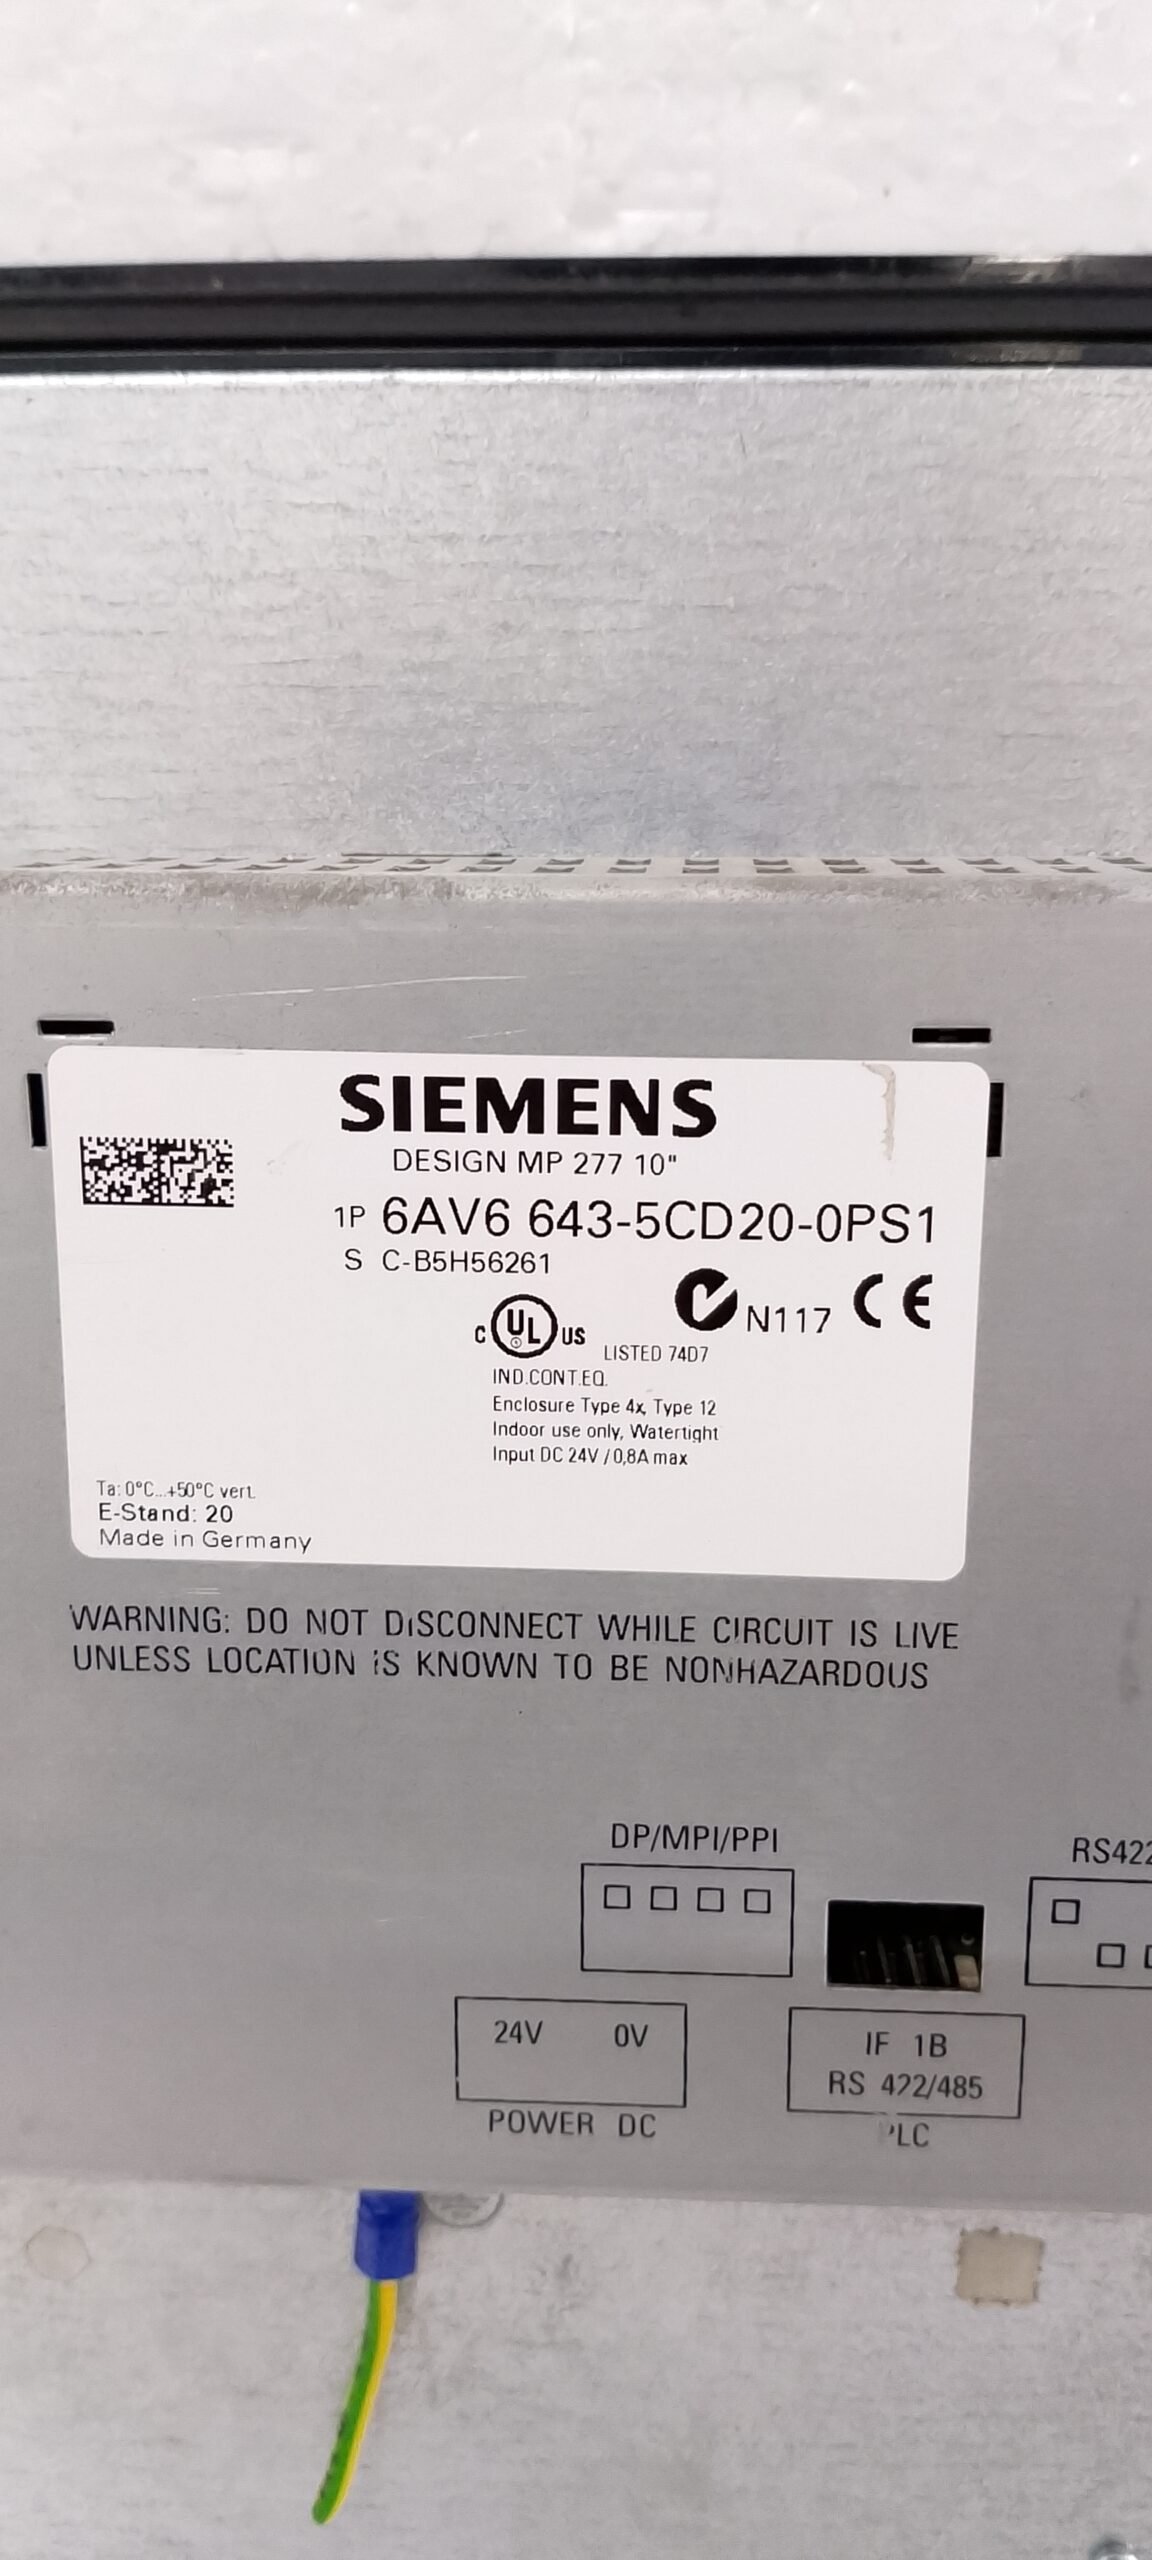 SIEMENS
DESIGN MP 277 10"
1P 6AV6 643-5CD20-0PS1
S C-B5H56261
N117 CE
C UL US
LISTED 74D7
IND.CONT.EQ.
Enclosure Type 4x, Type 12
Indoor use only, Watertight
Input DC 24V / 0,8A max
Ta: 0°C...+50°C vert.
E-Stand: 20
Made in Germany
WARNING: DO NOT DISCONNECT WHILE CIRCUIT IS LIVE
UNLESS LOCATION IS KNOWN TO BE NONHAZARDOUS
DP/MPI/PPI
RS422
24V 0V
IF 1B
RS 422/485
POWER DC
PLC